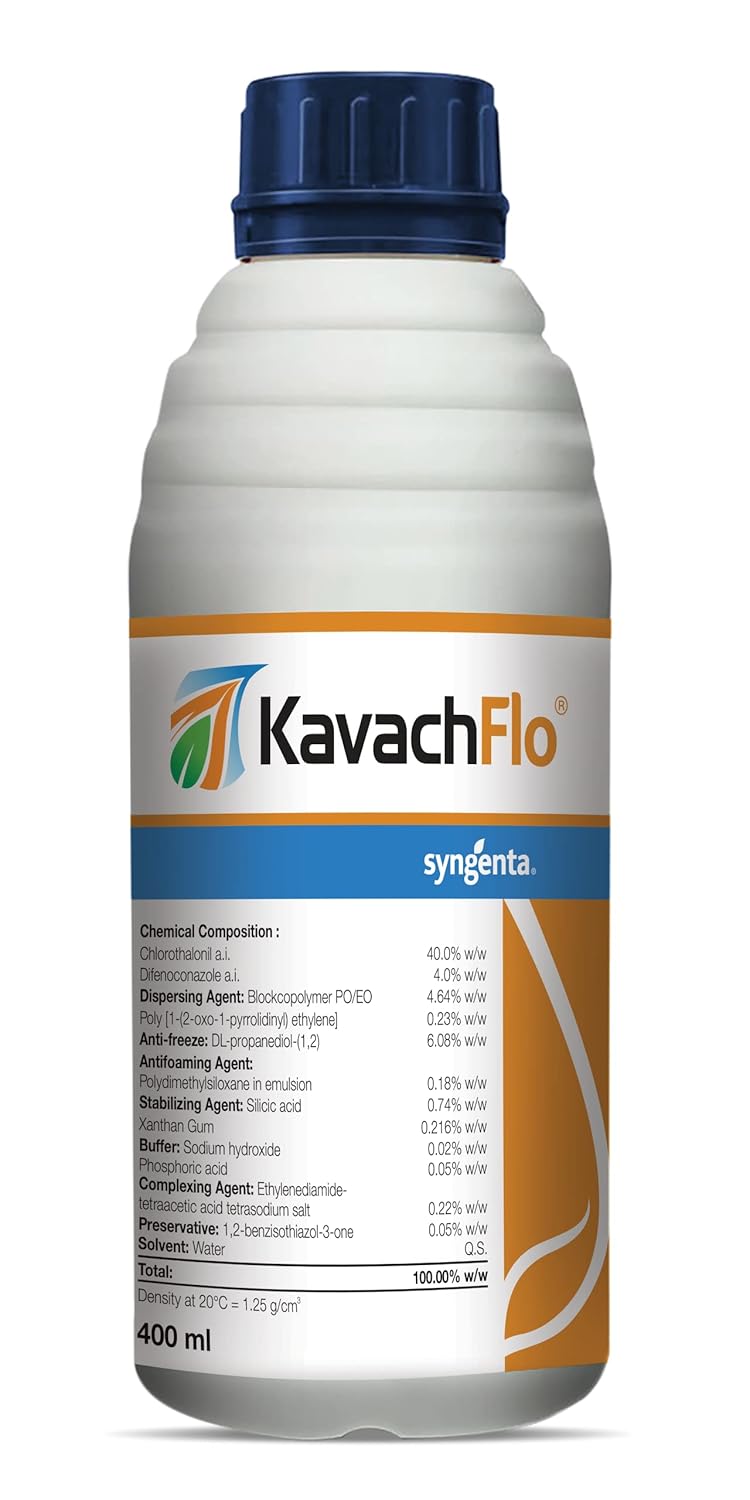 KavachFlo®
syngenta®
Chemical Composition :
Chlorothalonil a.i. 40.0% w/w
Difenoconazole a.i. 4.0% w/w
Dispersing Agent: Blockcopolymer PO/EO 4.64% w/w
Poly [1-(2-oxo-1-pyrrolidinyl) ethylene] 0.23% w/w
Anti-freeze: DL-propanediol-(1,2) 6.08% w/w
Antifoaming Agent:
Polydimethylsiloxane in emulsion 0.18% w/w
Stabilizing Agent: Silicic acid 0.74% w/w
Xanthan Gum 0.216% w/w
Buffer: Sodium hydroxide 0.02% w/w
Phosphoric acid 0.05% w/w
Complexing Agent: Ethylenediamide-
tetraacetic acid tetrasodium salt 0.22% w/w
Preservative: 1,2-benzisothiazol-3-one 0.05% w/w
Solvent: Water Q.S.
Total: 100.00% w/w
Density at 20°C = 1.25 g/cm³
400 ml